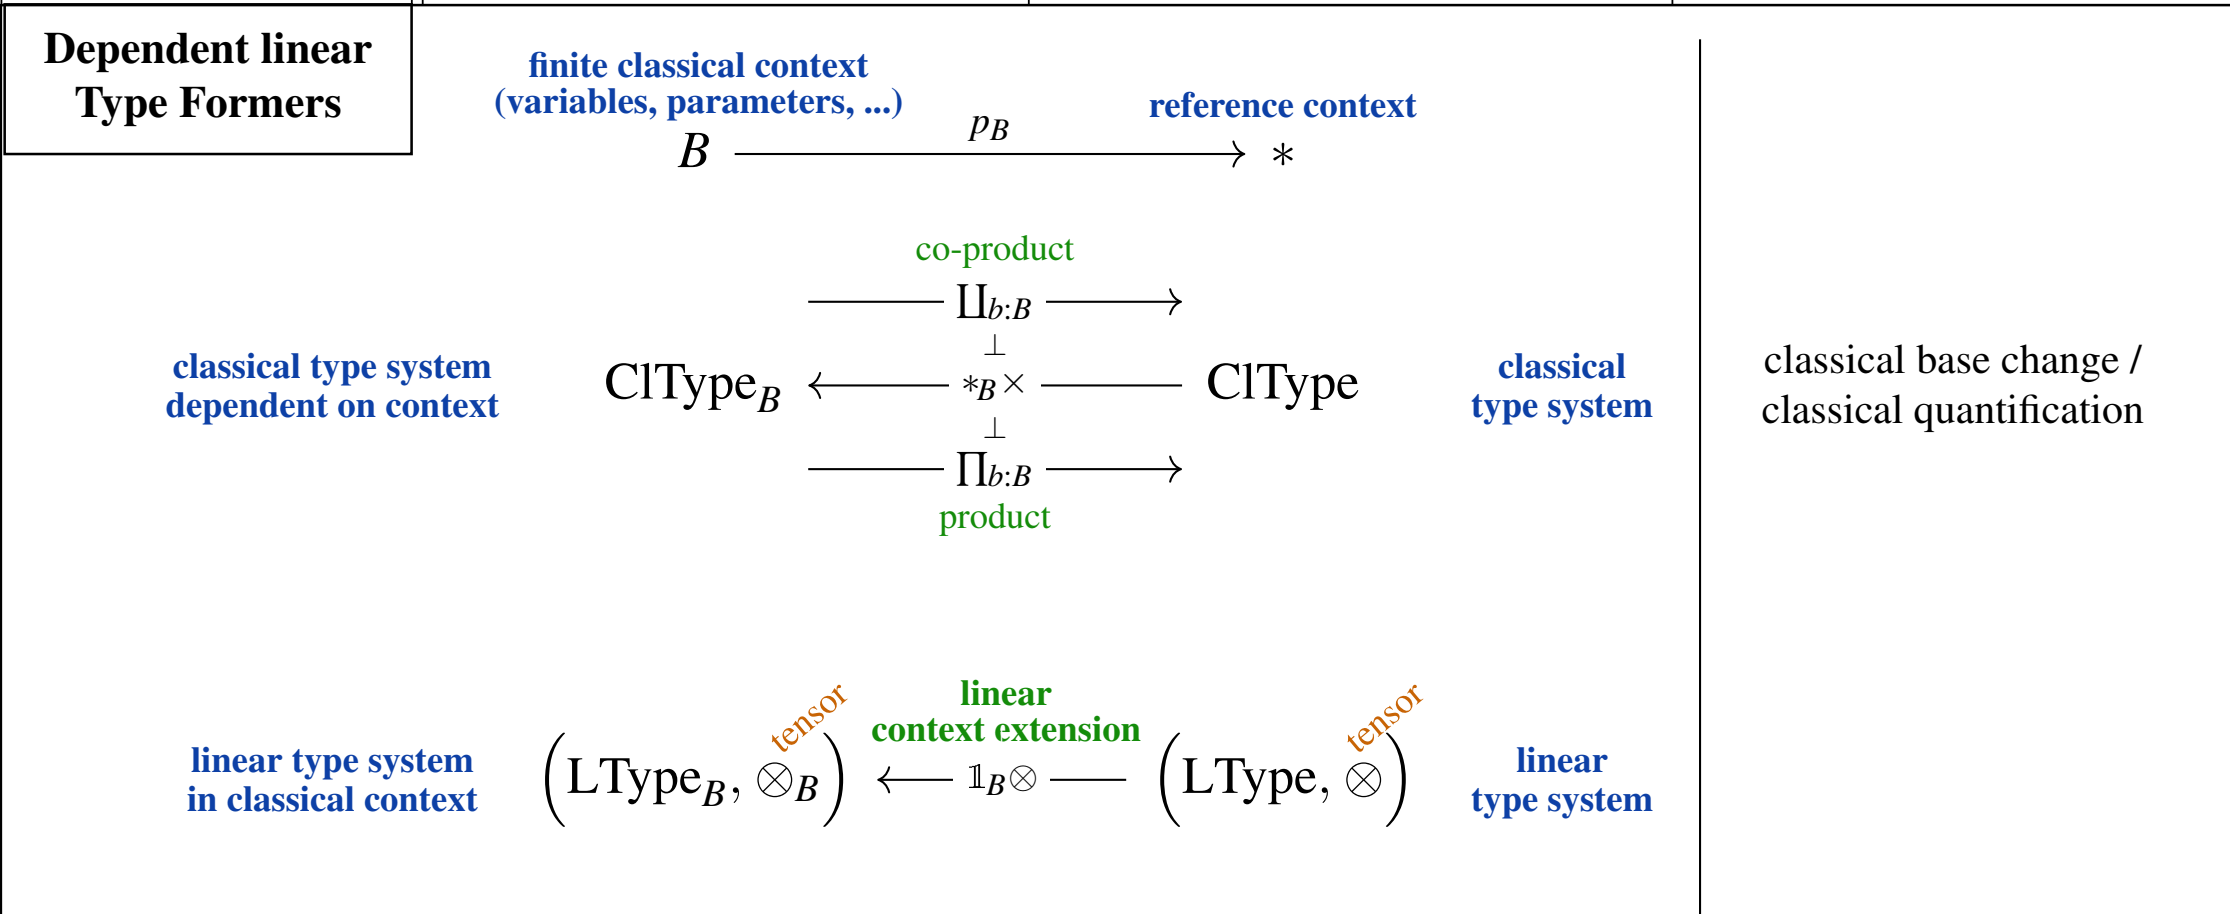 Dependent linear
Type Formers
finite classical context
(variables, parameters, ...)
reference context
p_B
B ⟶ ∗
co-product
∐_{b:B}
⊥
classical type system
dependent on context
ClType_B ⟵ ∗_B× — ClType
classical
type system
classical base change /
classical quantification
⊥
∏_{b:B}
product
tensor
linear
context extension
tensor
linear type system
in classical context
(LType_B, ⊗_B) ⟵ 𝟙_B⊗ — (LType, ⊗)
linear
type system